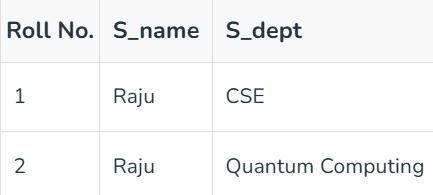 Roll No. S_name S_dept
1 Raju CSE
2 Raju Quantum Computing